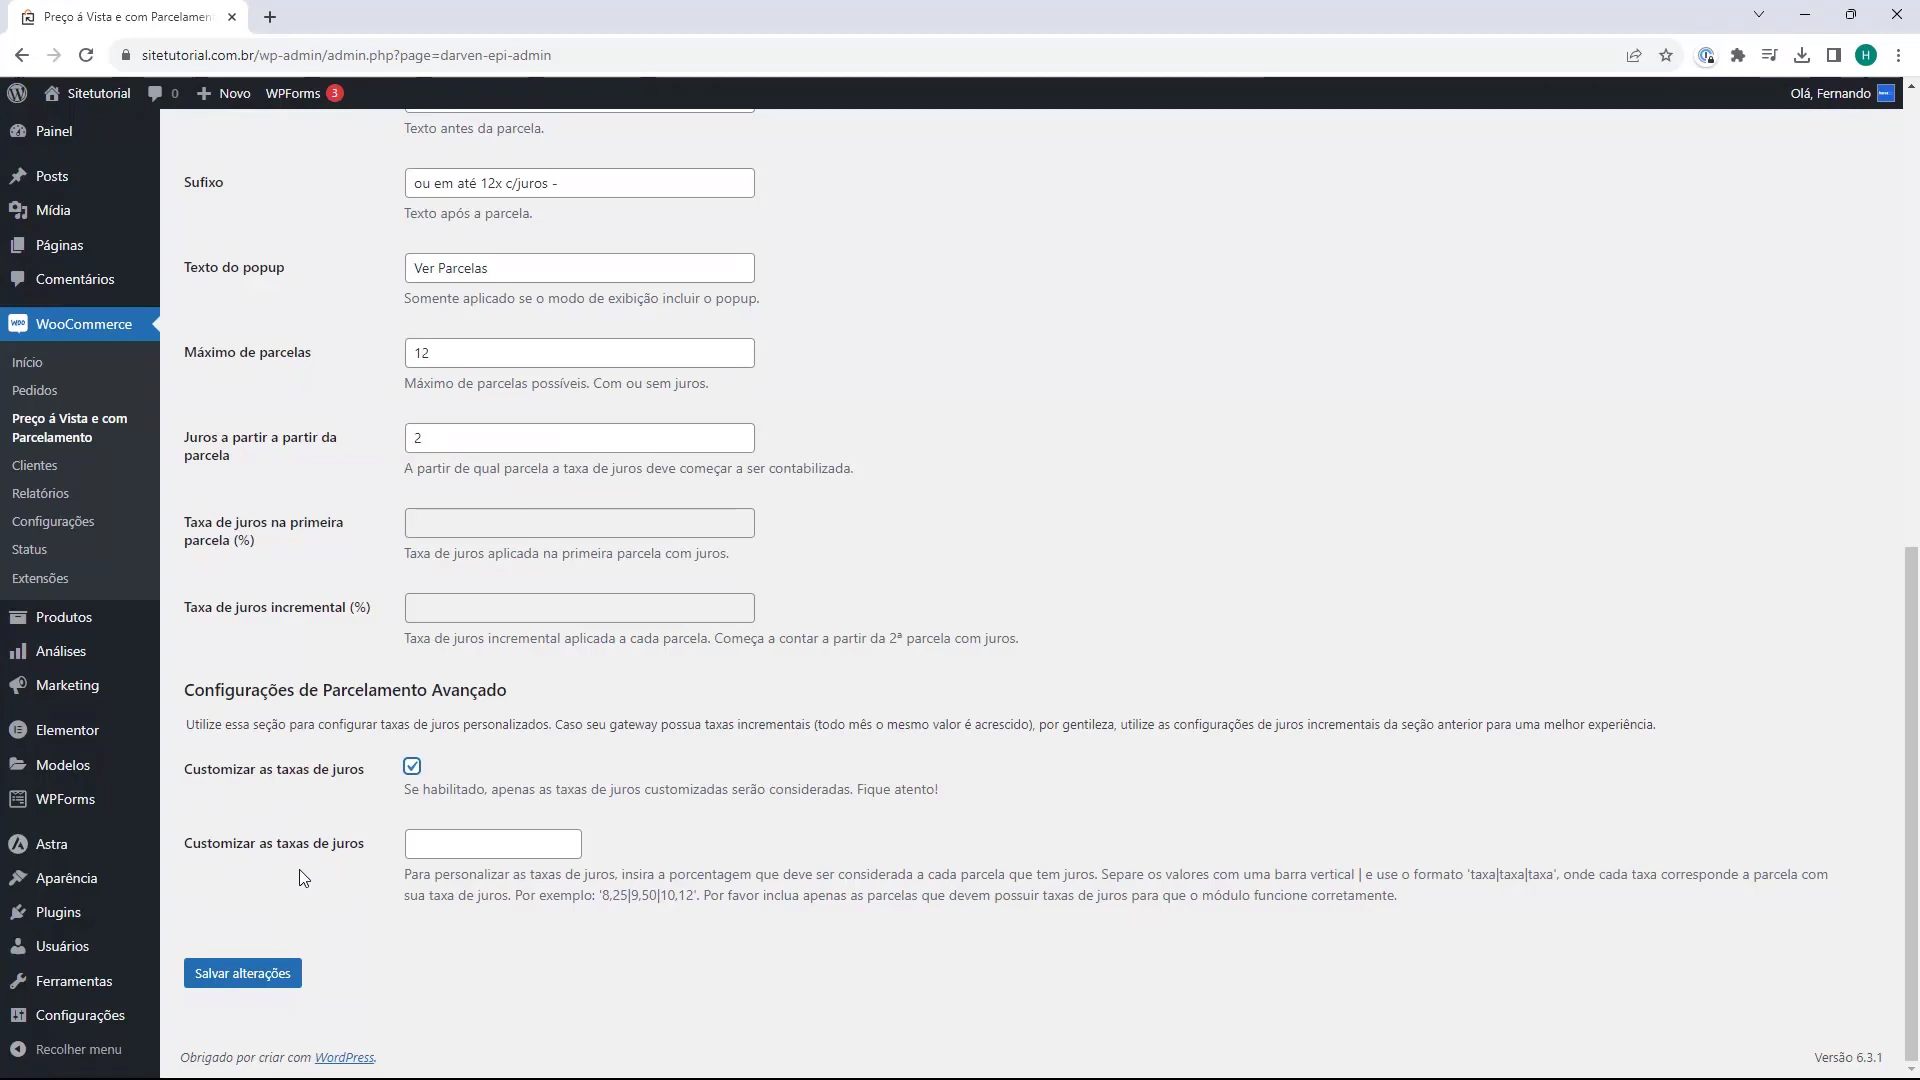 Preço á Vista e com Parcelamen
sitetutorial.com.br/wp-admin/admin.php?page=darven-epi-admin
H
Sitetutorial
0
Novo
WPForms
3
Olá, Fernando
Painel
Posts
Mídia
Páginas
Comentários
WooCommerce
Início
Pedidos
Preço á Vista e com
Parcelamento
Clientes
Relatórios
Configurações
Status
Extensões
Produtos
Análises
Marketing
Elementor
Modelos
WPForms
Astra
Aparência
Plugins
Usuários
Ferramentas
Configurações
Recolher menu
Texto antes da parcela.
Sufixo
ou em até 12x c/juros -
Texto após a parcela.
Texto do popup
Ver Parcelas
Somente aplicado se o modo de exibição incluir o popup.
Máximo de parcelas
12
Máximo de parcelas possíveis. Com ou sem juros.
Juros a partir a partir da
parcela
2
A partir de qual parcela a taxa de juros deve começar a ser contabilizada.
Taxa de juros na primeira
parcela (%)
Taxa de juros aplicada na primeira parcela com juros.
Taxa de juros incremental (%)
Taxa de juros incremental aplicada a cada parcela. Começa a contar a partir da 2ª parcela com juros.
Configurações de Parcelamento Avançado
Utilize essa seção para configurar taxas de juros personalizados. Caso seu gateway possua taxas incrementais (todo mês o mesmo valor é acrescido), por gentileza, utilize as configurações de juros incrementais da seção anterior para uma melhor experiência.
Customizar as taxas de juros
Se habilitado, apenas as taxas de juros customizadas serão consideradas. Fique atento!
Customizar as taxas de juros
Para personalizar as taxas de juros, insira a porcentagem que deve ser considerada a cada parcela que tem juros. Separe os valores com uma barra vertical | e use o formato 'taxa|taxa|taxa', onde cada taxa corresponde a parcela com
sua taxa de juros. Por exemplo: '8,25|9,50|10,12'. Por favor inclua apenas as parcelas que devem possuir taxas de juros para que o módulo funcione corretamente.
Salvar alterações
Obrigado por criar com WordPress.
Versão 6.3.1